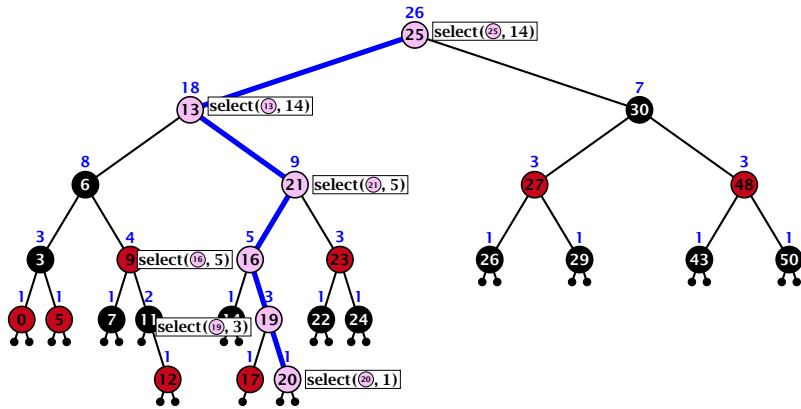 26
25 select(25, 14)
18 7
13 select(13, 14) 30
8 9 3 3
6 21 select(21, 5) 27 48
3 4 5 3 1 1 1 1
3 9 select(16, 5) 16 23 26 29 43 50
1 1 1 2 1 3 1 1
0 5 7 11 select(19, 3) 19 22 24
1 1 1
12 17 20 select(20, 1)